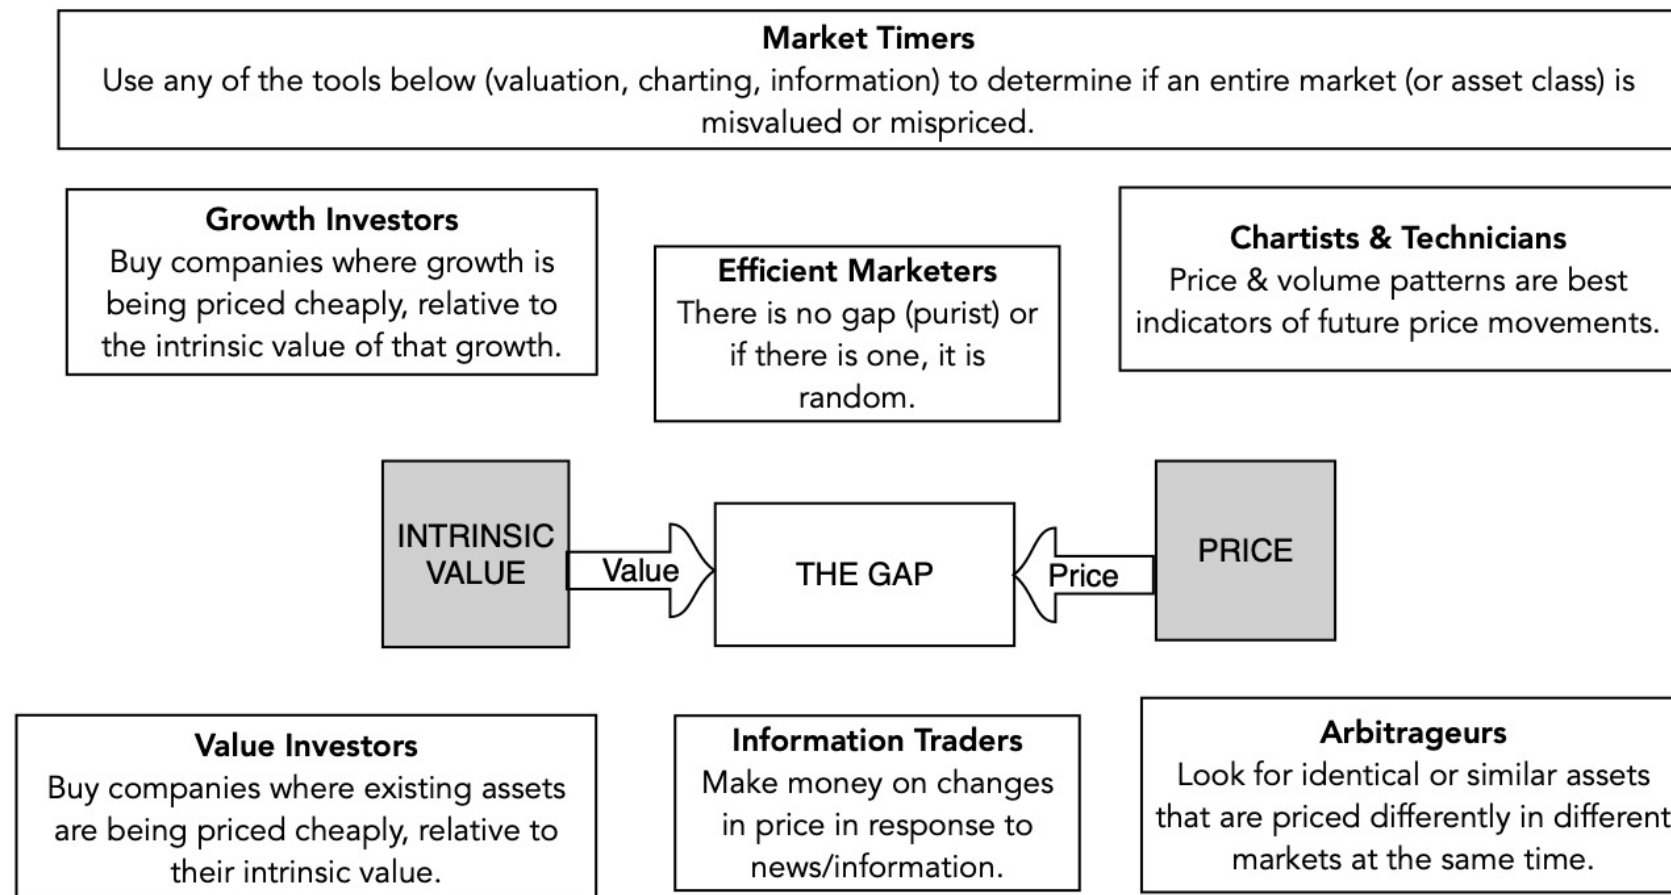 Market Timers
Use any of the tools below (valuation, charting, information) to determine if an entire market (or asset class) is
misvalued or mispriced.
Growth Investors
Buy companies where growth is
being priced cheaply, relative to
the intrinsic value of that growth.
Efficient Marketers
There is no gap (purist) or
if there is one, it is
random.
Chartists & Technicians
Price & volume patterns are best
indicators of future price movements.
INTRINSIC
VALUE
Value
THE GAP
Price
PRICE
Value Investors
Buy companies where existing assets
are being priced cheaply, relative to
their intrinsic value.
Information Traders
Make money on changes
in price in response to
news/information.
Arbitrageurs
Look for identical or similar assets
that are priced differently in different
markets at the same time.